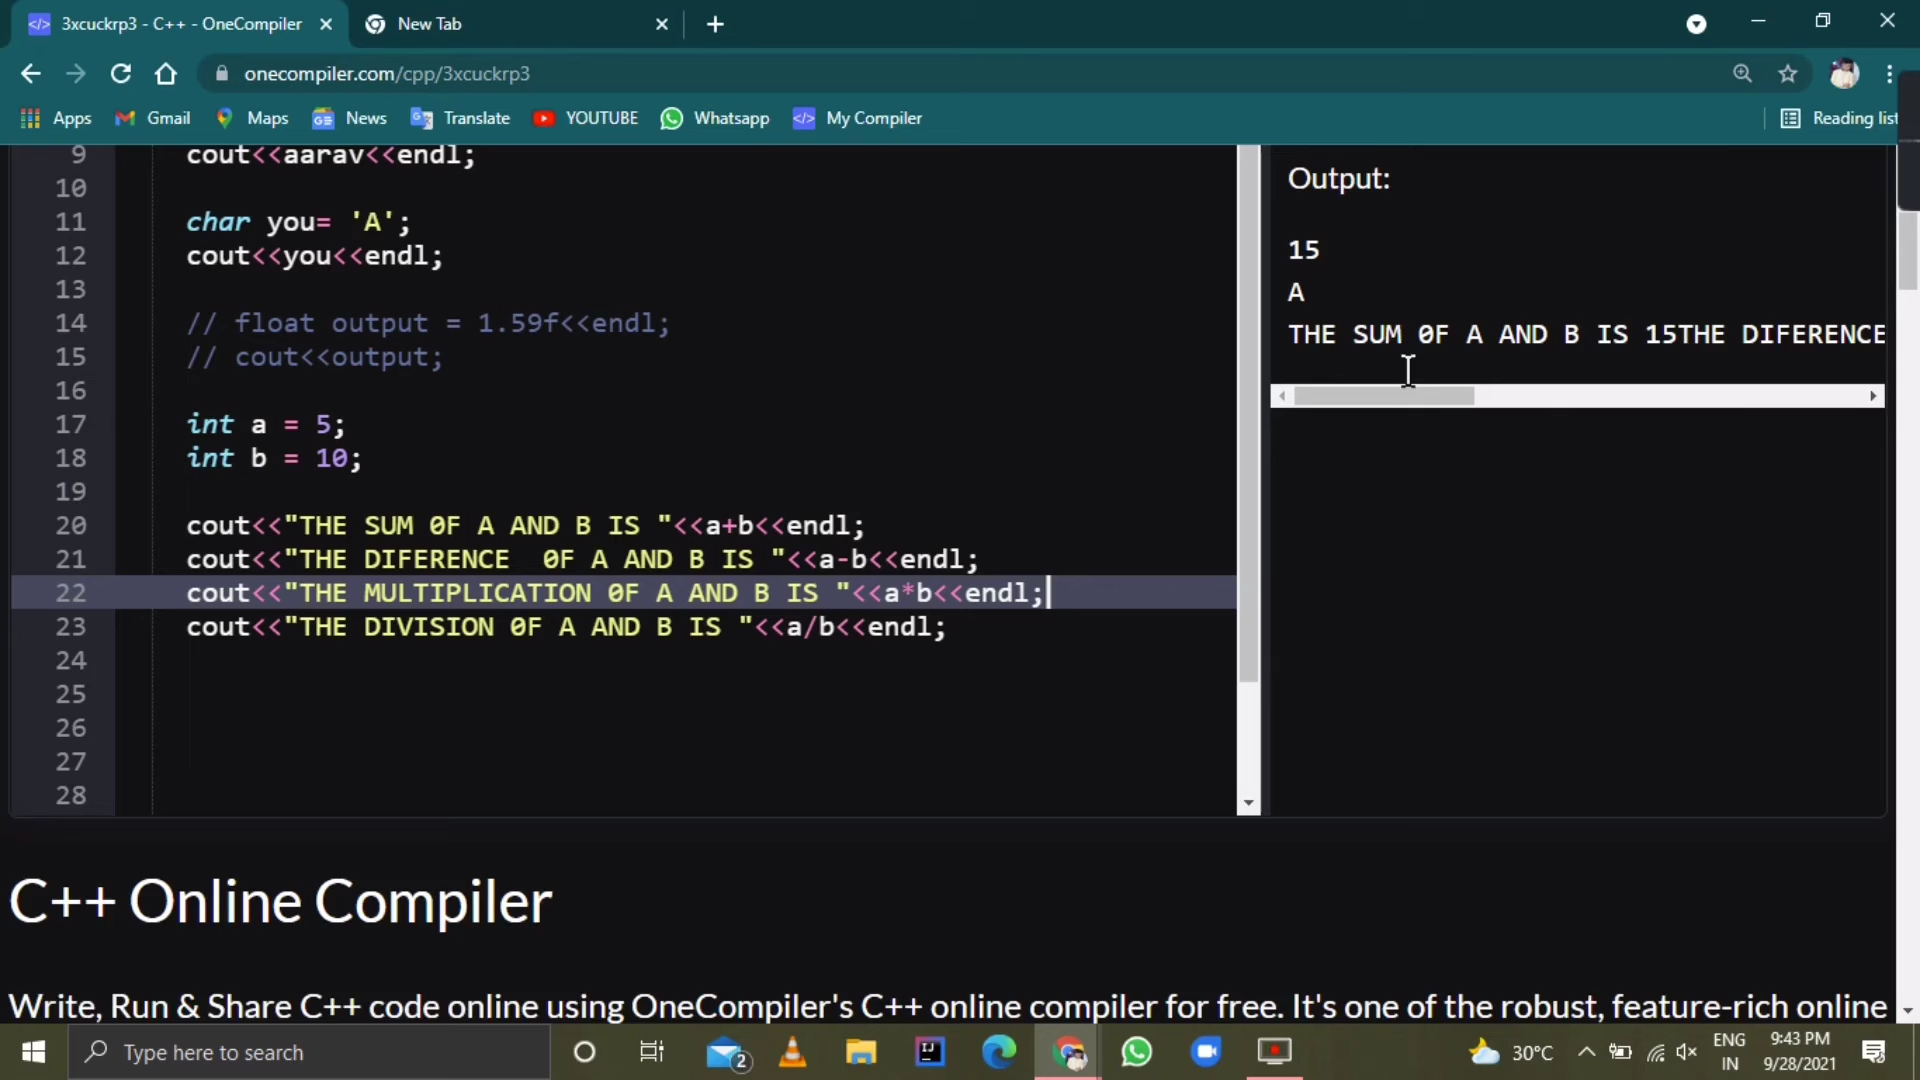 3xcuckrp3 - C++ - OneCompiler
New Tab
onecompiler.com/cpp/3xcuckrp3
Apps Gmail Maps News Translate YOUTUBE Whatsapp My Compiler Reading list
9 cout<<aarav<<endl;
10
11 char you= 'A';
12 cout<<you<<endl;
13
14 // float output = 1.59f<<endl;
15 // cout<<output;
16
17 int a = 5;
18 int b = 10;
19
20 cout<<"THE SUM 0F A AND B IS "<<a+b<<endl;
21 cout<<"THE DIFERENCE  0F A AND B IS "<<a-b<<endl;
22 cout<<"THE MULTIPLICATION 0F A AND B IS "<<a*b<<endl;
23 cout<<"THE DIVISION 0F A AND B IS "<<a/b<<endl;
24
25
26
27
28
Output:
15
A
THE SUM 0F A AND B IS 15THE DIFERENCE
C++ Online Compiler
Write, Run & Share C++ code online using OneCompiler's C++ online compiler for free. It's one of the robust, feature-rich online
Type here to search
2
30°C
ENG
IN
9:43 PM
9/28/2021